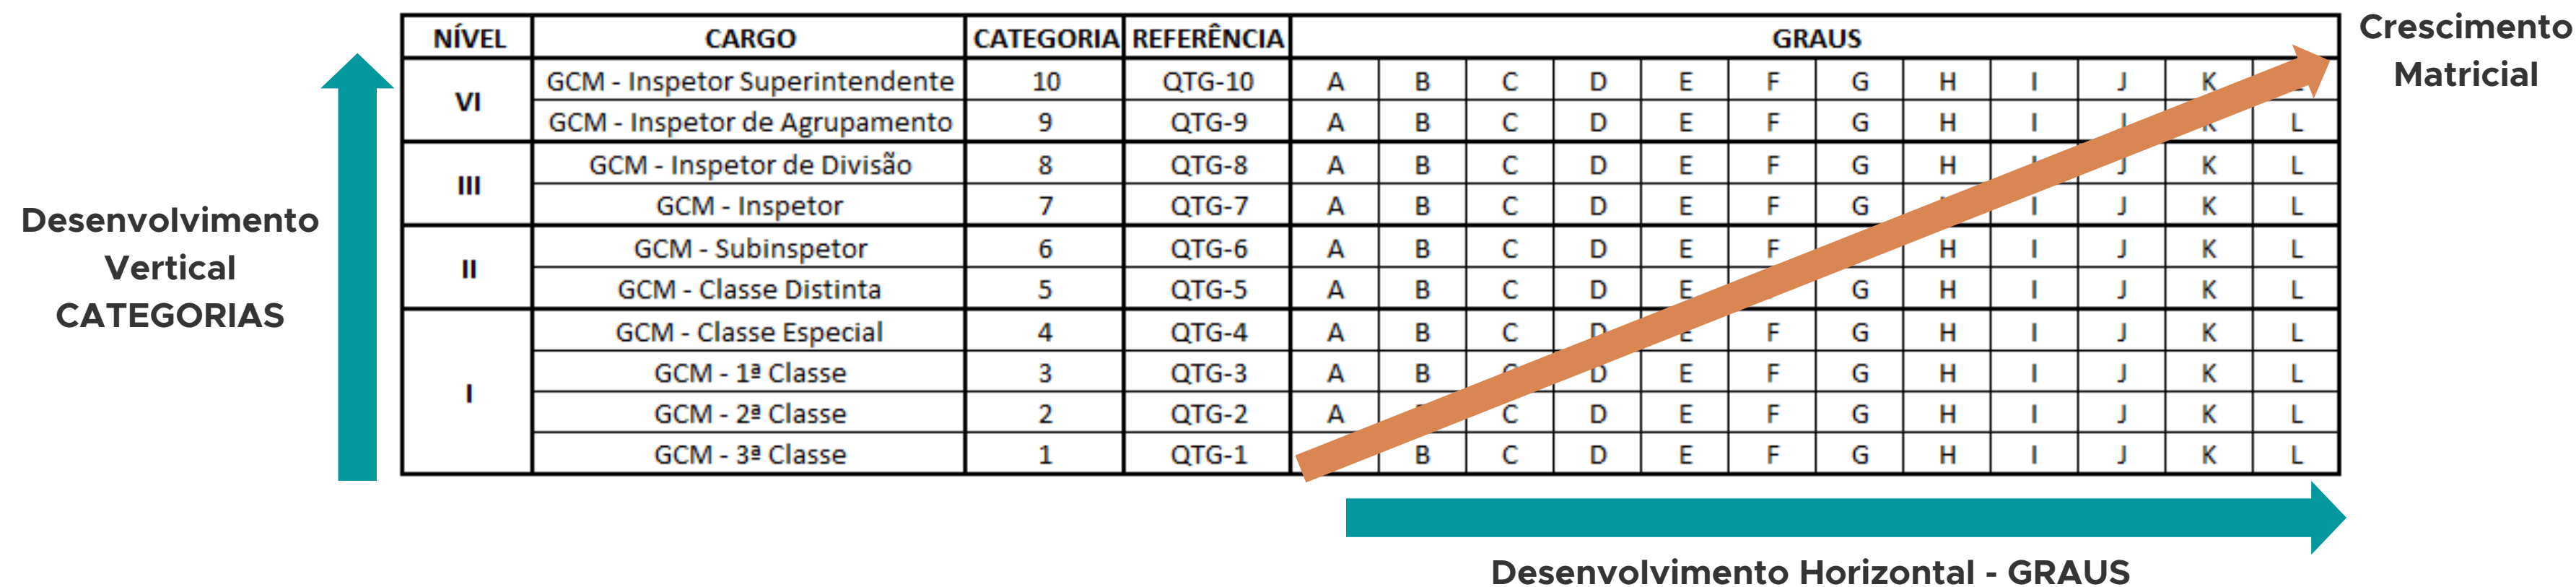 Crescimento
Matricial
NÍVEL CARGO CATEGORIA REFERÊNCIA GRAUS
VI
GCM - Inspetor Superintendente 10 QTG-10 A B C D E F G H I J K
GCM - Inspetor de Agrupamento 9 QTG-9 A B C D E F G H I L
III
GCM - Inspetor de Divisão 8 QTG-8 A B C D E F G H J K L
GCM - Inspetor 7 QTG-7 A B C D E F G I J K L
II
GCM - Subinspetor 6 QTG-6 A B C D E F H I J K L
GCM - Classe Distinta 5 QTG-5 A B C D E G H I J K L
I
GCM - Classe Especial 4 QTG-4 A B C D E F G H I J K L
GCM - 1ª Classe 3 QTG-3 A B D E F G H I J K L
GCM - 2ª Classe 2 QTG-2 A C D E F G H I J K L
GCM - 3ª Classe 1 QTG-1 B C D E F G H I J K L
Desenvolvimento
Vertical
CATEGORIAS
Desenvolvimento Horizontal - GRAUS